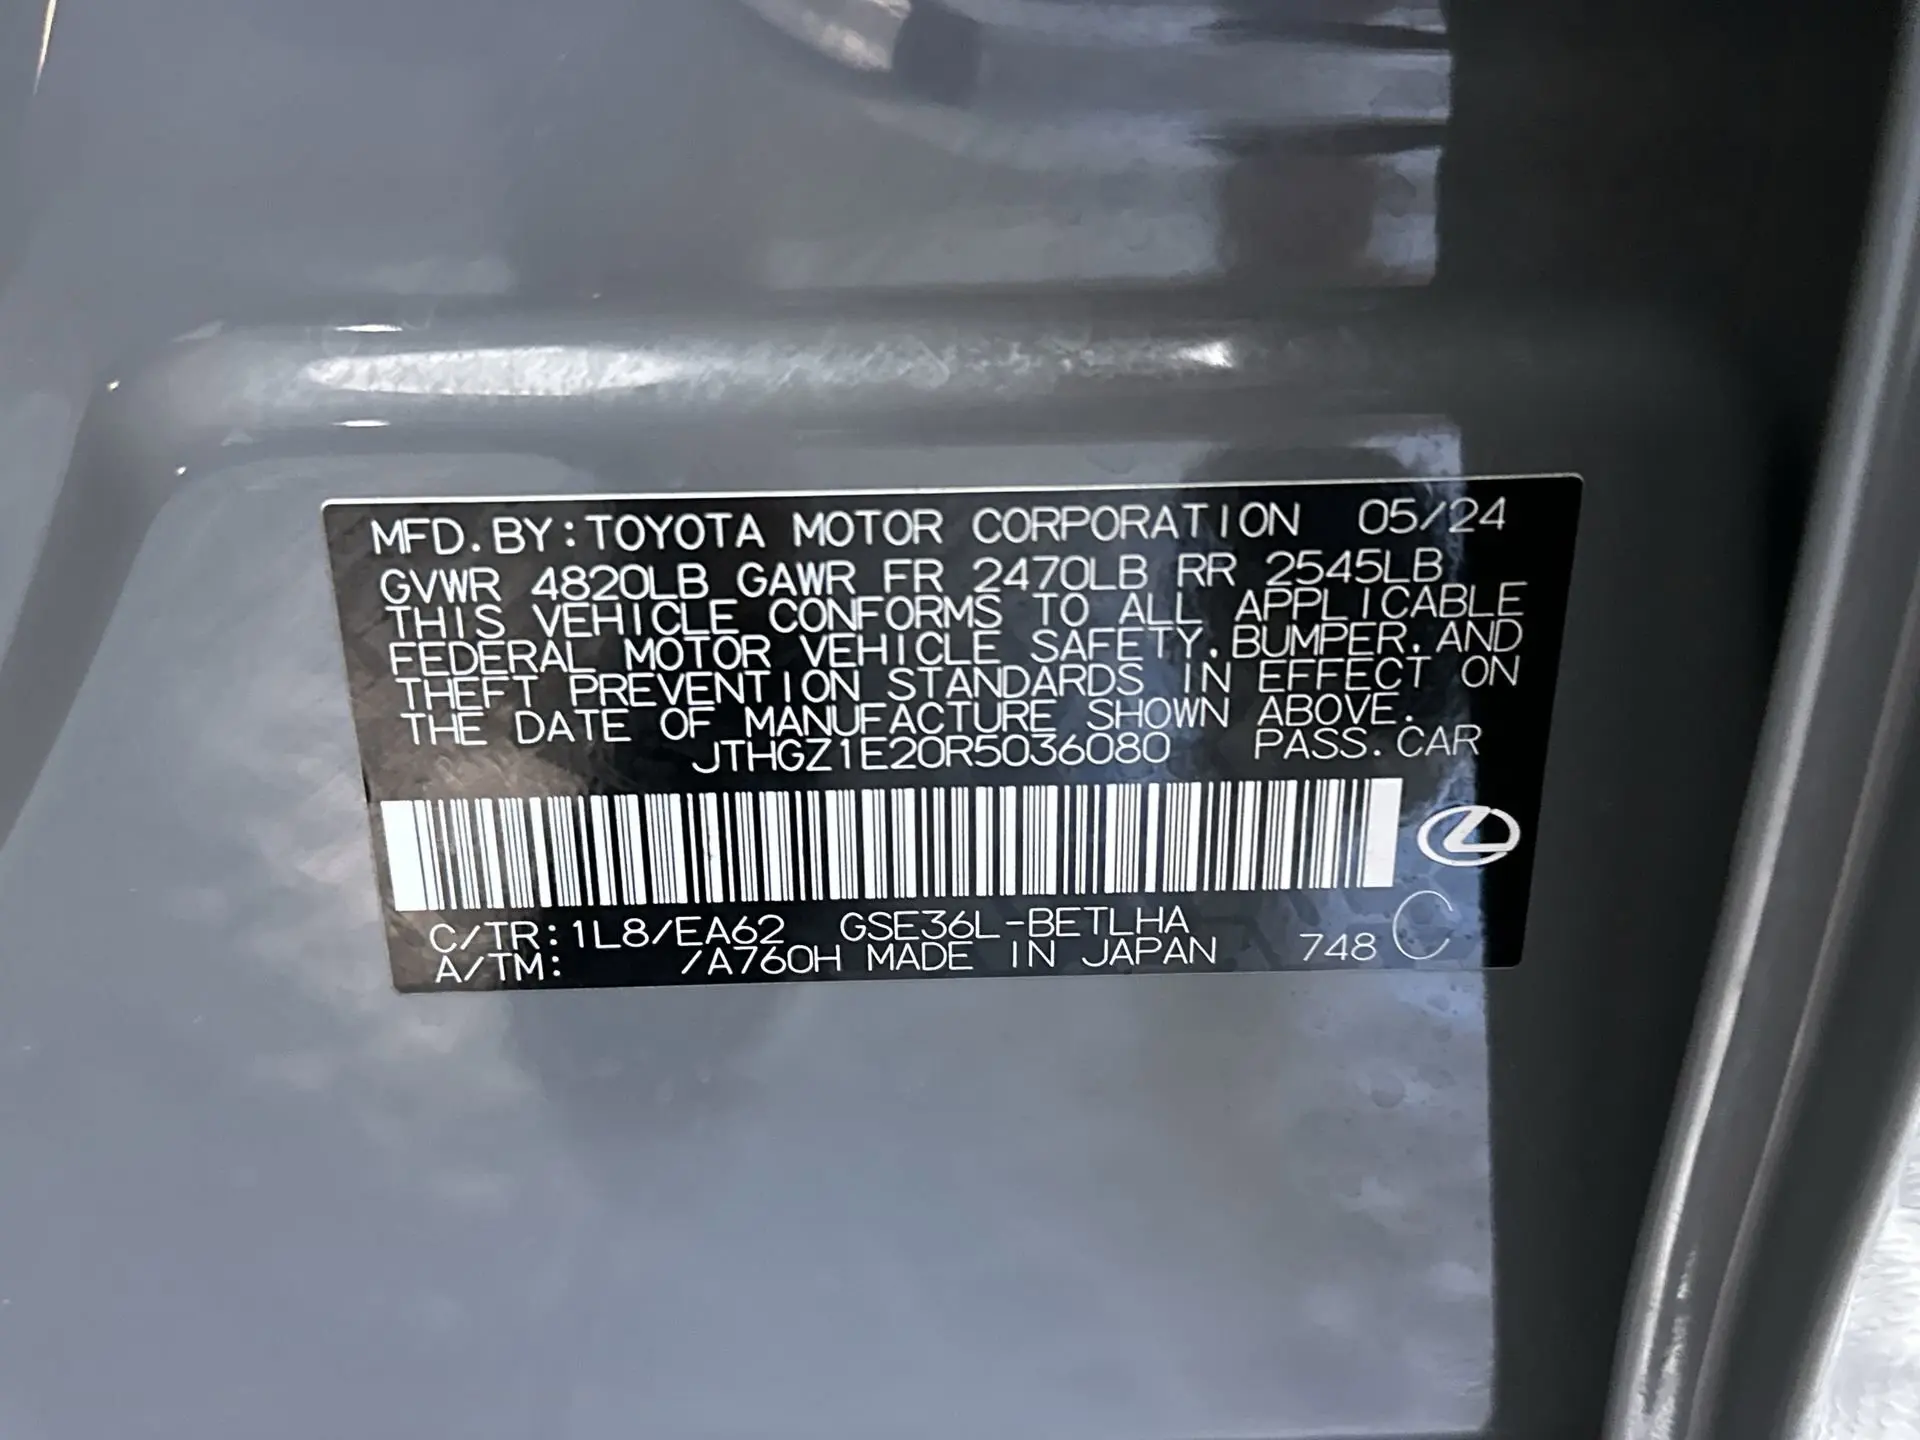 MFD. BY: TOYOTA MOTOR CORPORATION 05/24
GVWR 4820LB GAWR FR 2470LB RR 2545LB
THIS VEHICLE CONFORMS TO ALL APPLICABLE
FEDERAL MOTOR VEHICLE SAFETY, BUMPER, AND
THEFT PREVENTION STANDARDS IN EFFECT ON
THE DATE OF MANUFACTURE SHOWN ABOVE.
JTHGZ1E20R5036080 PASS. CAR
C/TR: 1L8/EA62 GSE36L-BETLHA
A/TM: /A760H MADE IN JAPAN 748 C